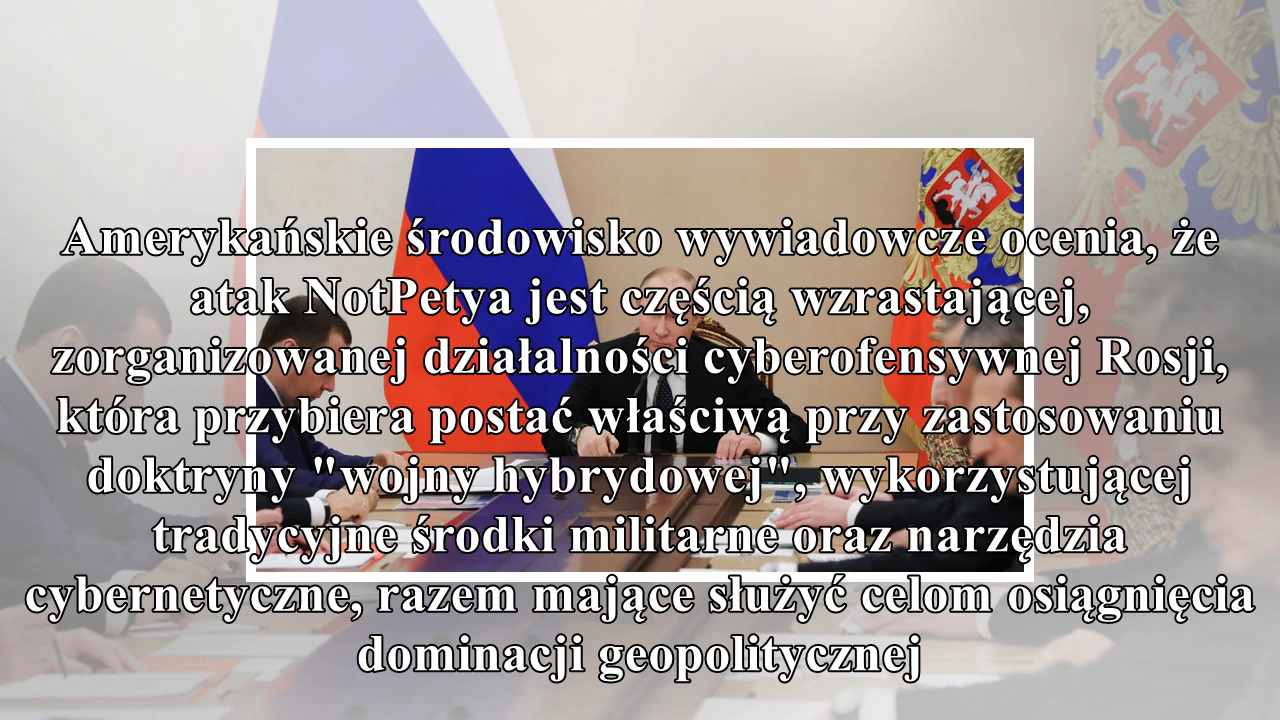 Amerykańskie środowisko wywiadowcze ocenia, że
atak NotPetya jest częścią wzrastającej,
zorganizowanej działalności cyberofensywnej Rosji,
która przybiera postać właściwą przy zastosowaniu
doktryny "wojny hybrydowej", wykorzystującej
tradycyjne środki militarne oraz narzędzia
cybernetyczne, razem mające służyć celom osiągnięcia
dominacji geopolitycznej